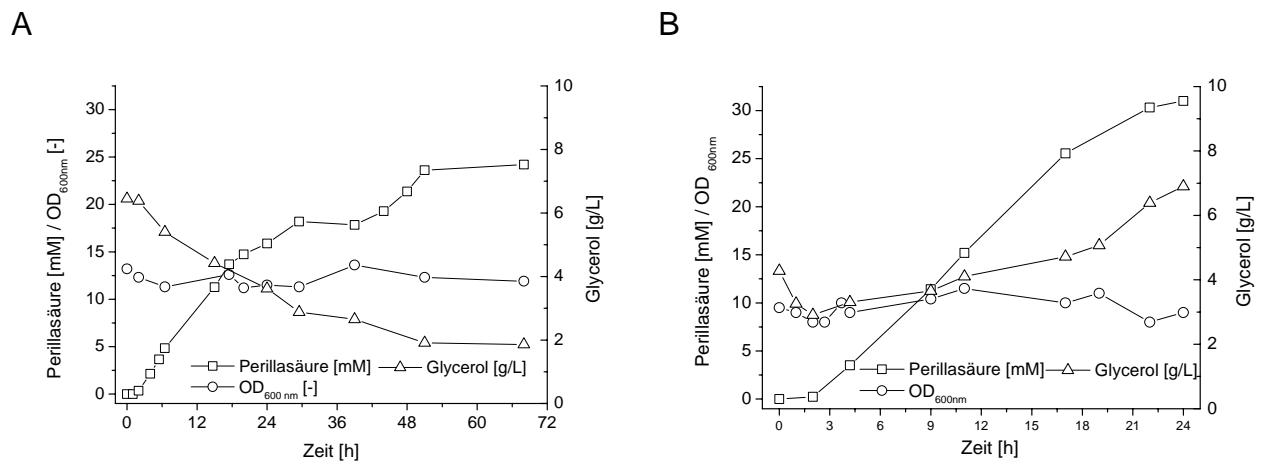 A
Perillasäure [mM] / OD600nm [-]
30
25
20
15
10
5
0
10
8
6
4
2
0
Glycerol [g/L]
Perillasäure [mM]
Glycerol [g/L]
OD600 nm [-]
0 12 24 36 48 60 72
Zeit [h]
B
Perillasäure [mM] / OD600nm
30
25
20
15
10
5
0
10
8
6
4
2
0
Glycerol [g/L]
Perillasäure [mM]
Glycerol [g/L]
OD600nm
0 3 6 9 12 15 18 21 24
Zeit [h]